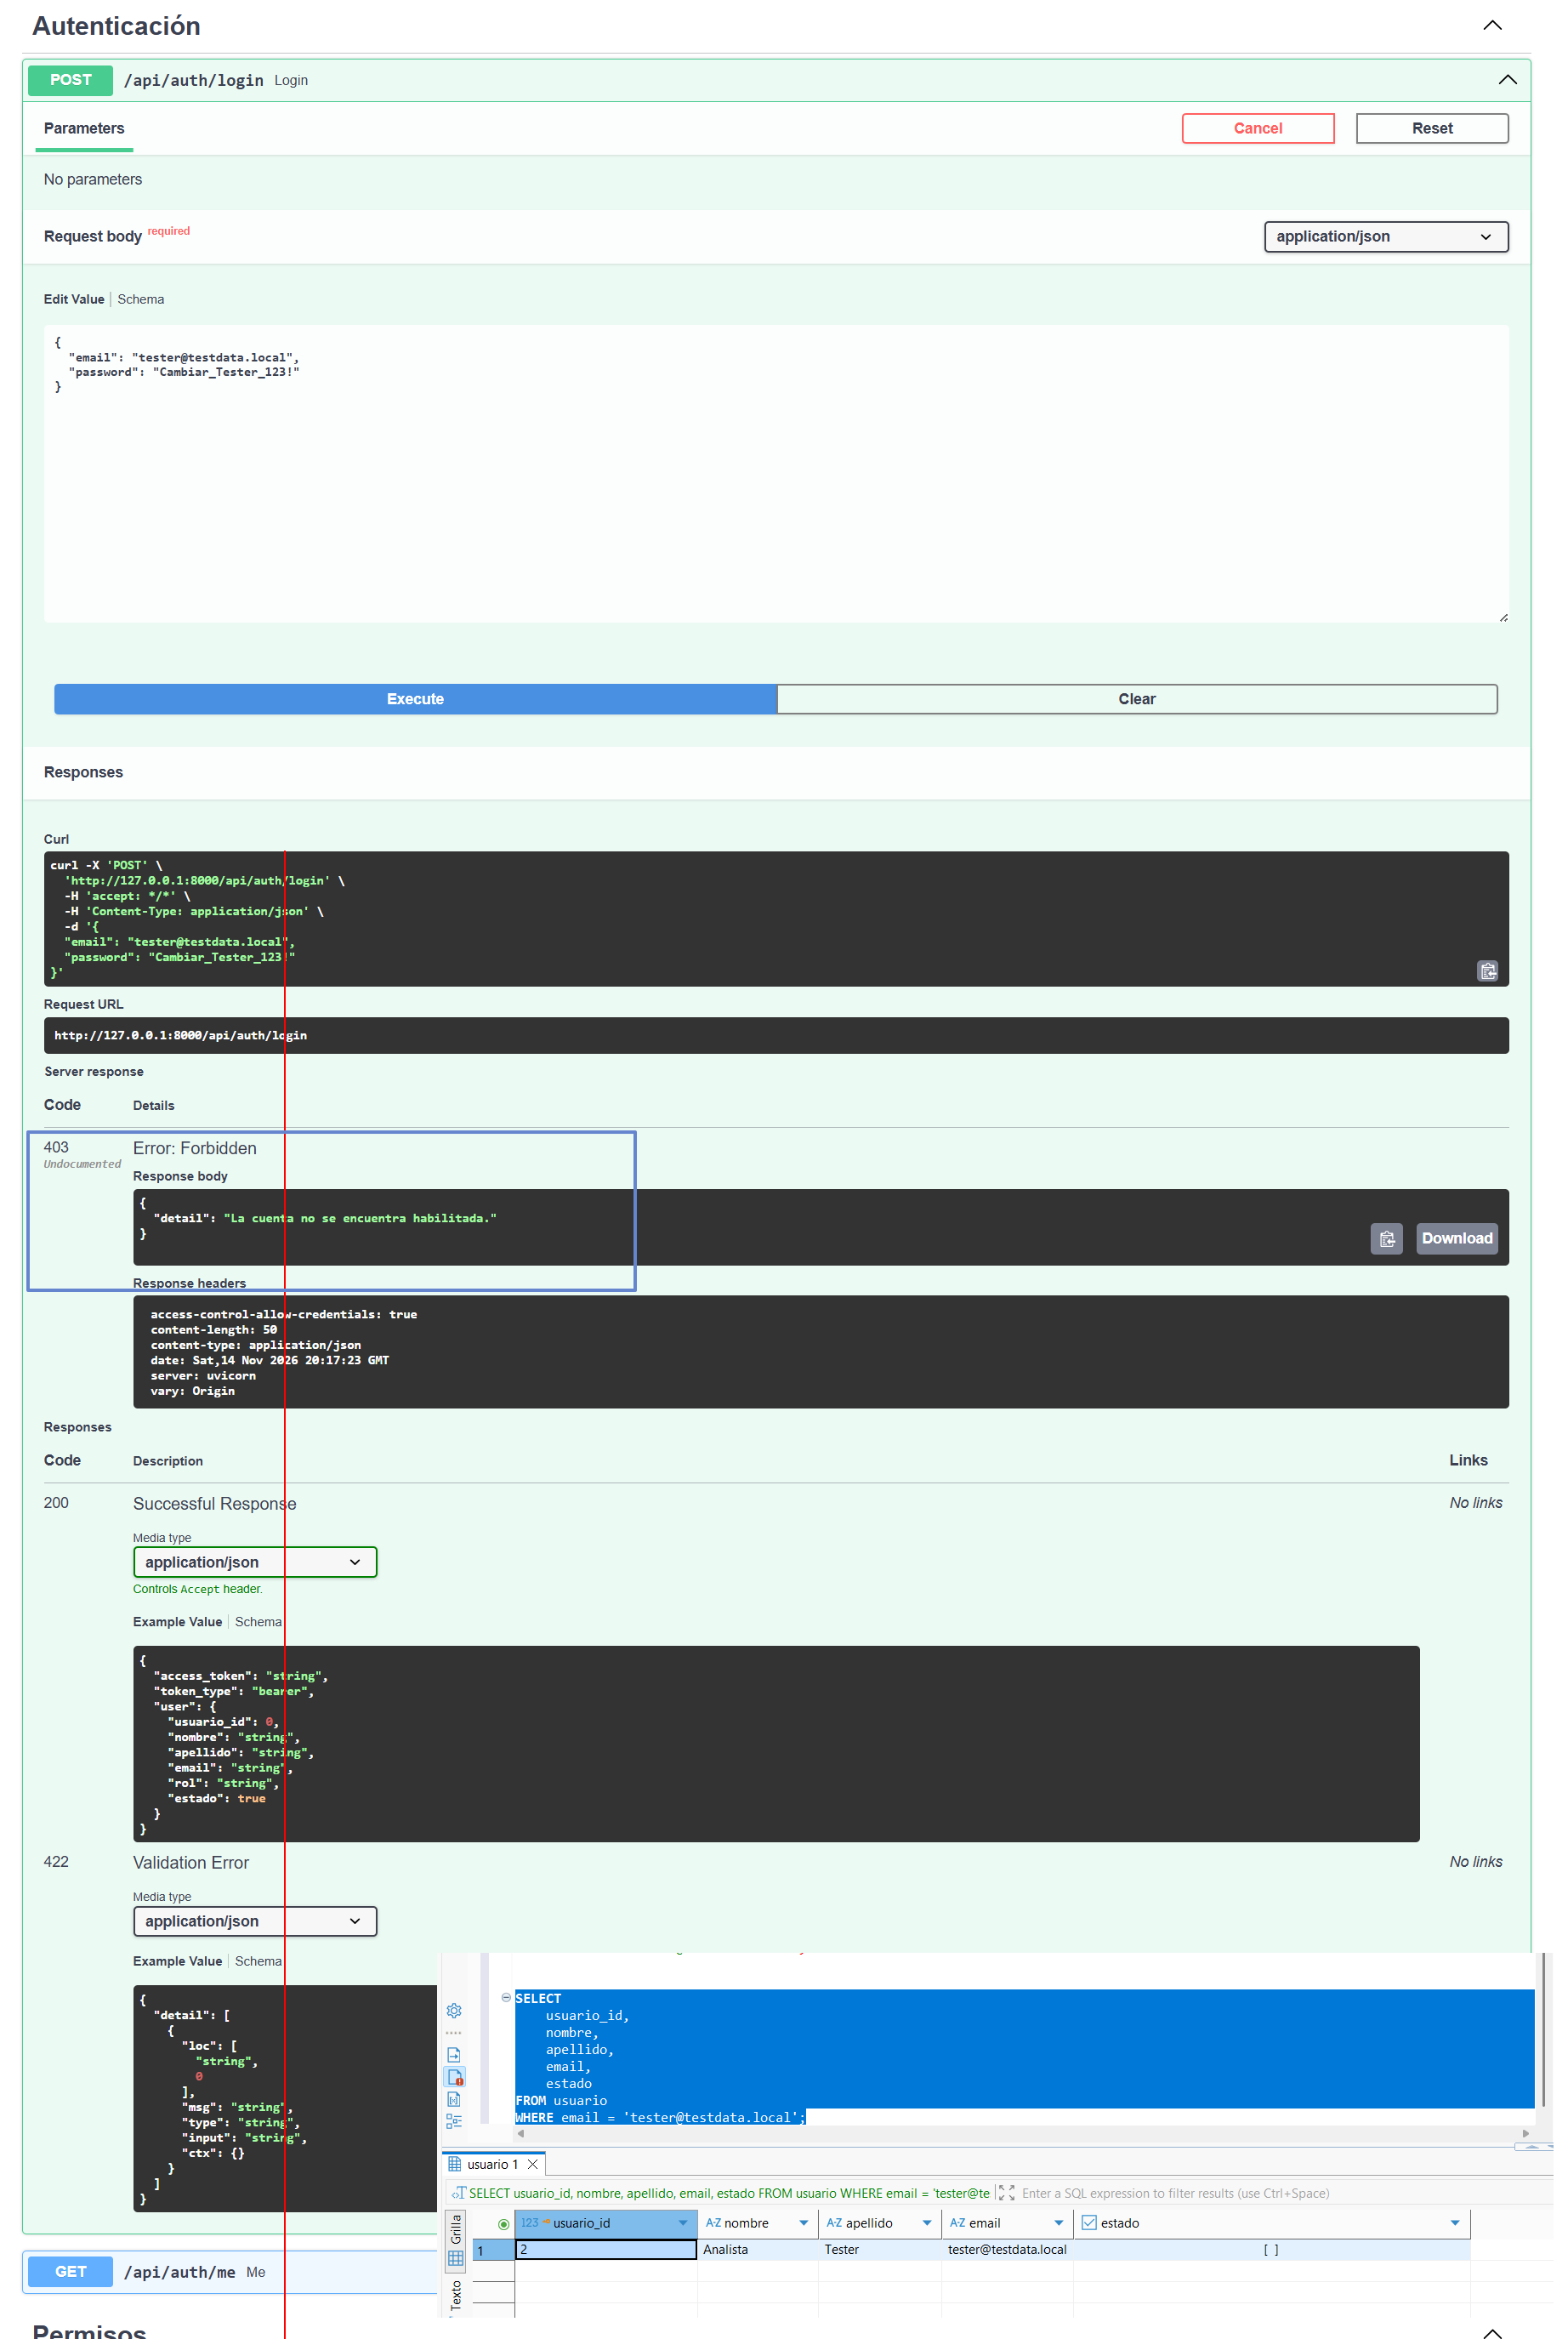 Autenticación
POST /api/auth/login Login
Parameters
Cancel
Reset
No parameters
Request body required
application/json
Edit Value | Schema
{
  "email": "tester@testdata.local",
  "password": "Cambiar_Tester_123!"
}
Execute
Clear
Responses
Curl
curl -X 'POST' \
  'http://127.0.0.1:8000/api/auth/login' \
  -H 'accept: */*' \
  -H 'Content-Type: application/json' \
  -d '{
  "email": "tester@testdata.local",
  "password": "Cambiar_Tester_123!"
}'
Request URL
http://127.0.0.1:8000/api/auth/login
Server response
Code Details
403 Error: Forbidden
Undocumented
Response body
{
  "detail": "La cuenta no se encuentra habilitada."
}
Download
Response headers
access-control-allow-credentials: true
content-length: 50
content-type: application/json
date: Sat,14 Nov 2026 20:17:23 GMT
server: uvicorn
vary: Origin
Responses
Code Description Links
200 Successful Response No links
Media type
application/json
Controls Accept header.
Example Value | Schema
{
  "access_token": "string",
  "token_type": "bearer",
  "user": {
    "usuario_id": 0,
    "nombre": "string",
    "apellido": "string",
    "email": "string",
    "rol": "string",
    "estado": true
  }
}
422 Validation Error No links
Media type
application/json
Example Value | Schema
{
  "detail": [
    {
      "loc": [
        "string",
        0
      ],
      "msg": "string",
      "type": "string",
      "input": "string",
      "ctx": {}
    }
  ]
}
SELECT
    usuario_id,
    nombre,
    apellido,
    email,
    estado
FROM usuario
WHERE email = 'tester@testdata.local';
usuario 1
SELECT usuario_id, nombre, apellido, email, estado FROM usuario WHERE email = 'tester@te
Enter a SQL expression to filter results (use Ctrl+Space)
Grilla
Texto
123 usuario_id A-Z nombre A-Z apellido A-Z email estado
1 2 Analista Tester tester@testdata.local [ ]
GET /api/auth/me Me
Permisos